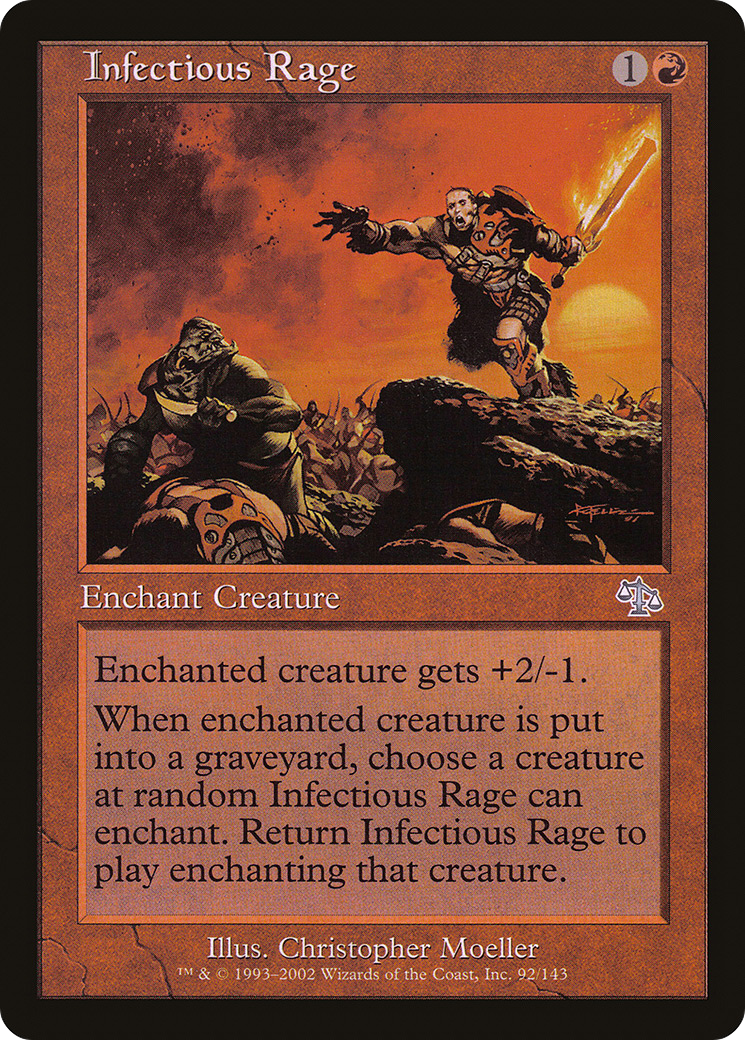 Infectious Rage
1
Enchant Creature
Enchanted creature gets +2/-1.
When enchanted creature is put
into a graveyard, choose a creature
at random Infectious Rage can
enchant. Return Infectious Rage to
play enchanting that creature.
Illus. Christopher Moeller
™ & © 1993–2002 Wizards of the Coast, Inc. 92/143